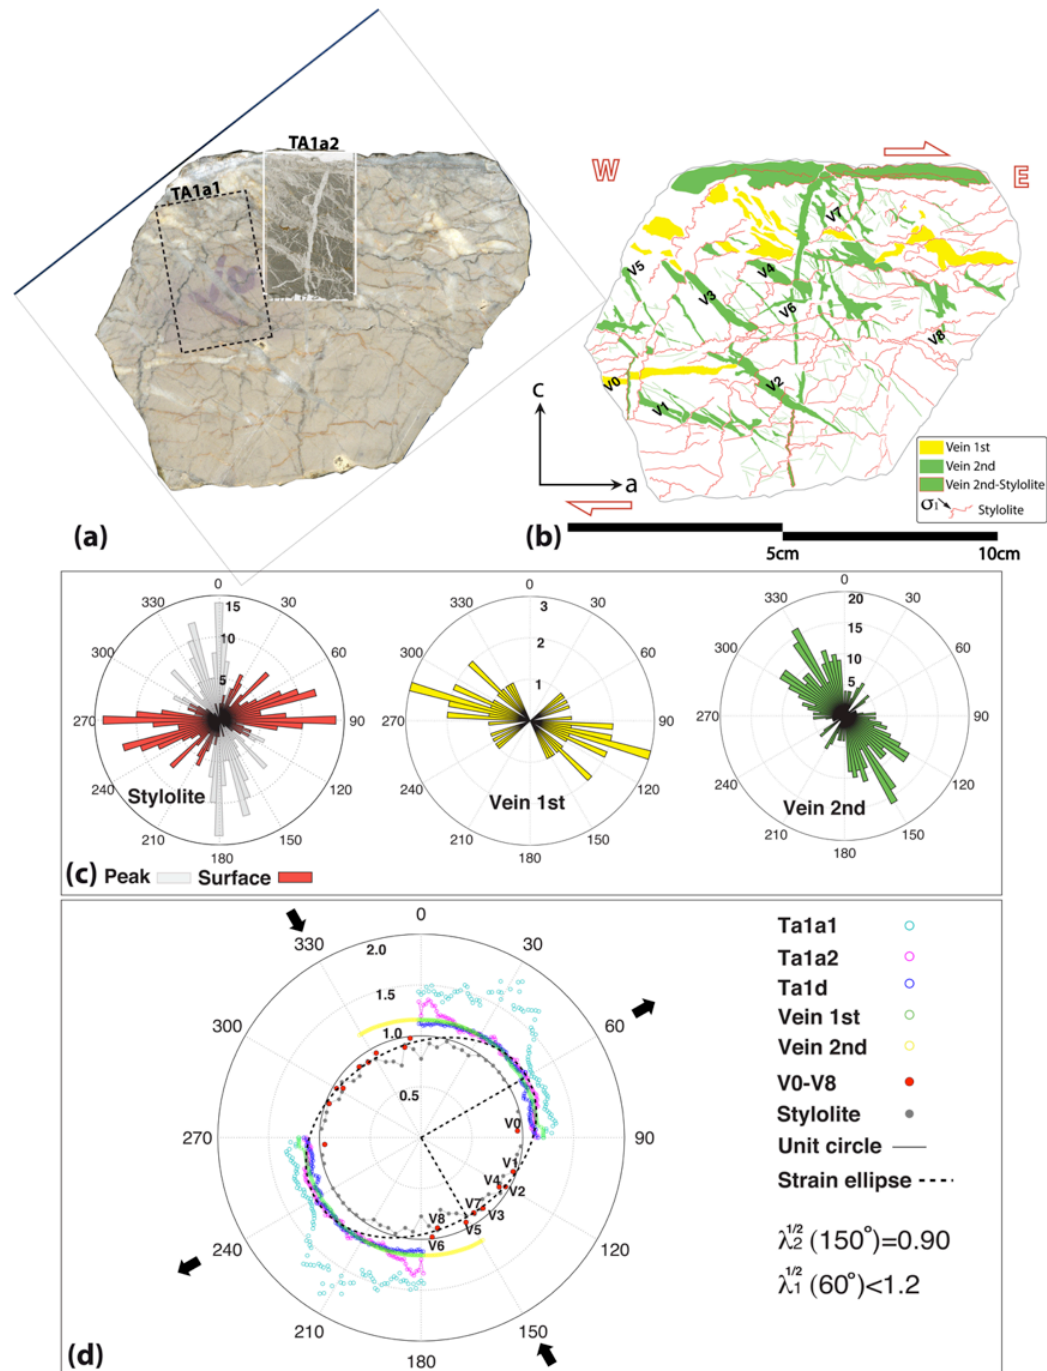 TA1a2
TA1a1
(a)
W
E
V7
V5
V4
V3
V6
V8
V0
V2
V1
c
a
Vein 1st
Vein 2nd
Vein 2nd-Stylolite
σ1 Stylolite
(b)
5cm
10cm
0
330 30
300 60
270 90
240 120
210 150
180
15
10
5
Stylolite
0
330 30
300 60
270 90
240 120
210 150
180
3
2
1
Vein 1st
0
330 30
300 60
270 90
240 120
210 150
180
20
15
10
5
Vein 2nd
(c) Peak Surface
0
330 30
300 60
270 90
240 120
210 150
180
2.0
1.5
1.0
0.5
V0
V1
V4 V2
V7 V3
V8 V5
V6
Ta1a1
Ta1a2
Ta1d
Vein 1st
Vein 2nd
V0-V8
Stylolite
Unit circle
Strain ellipse
λ2^1/2 (150°)=0.90
λ1^1/2 (60°)<1.2
(d)